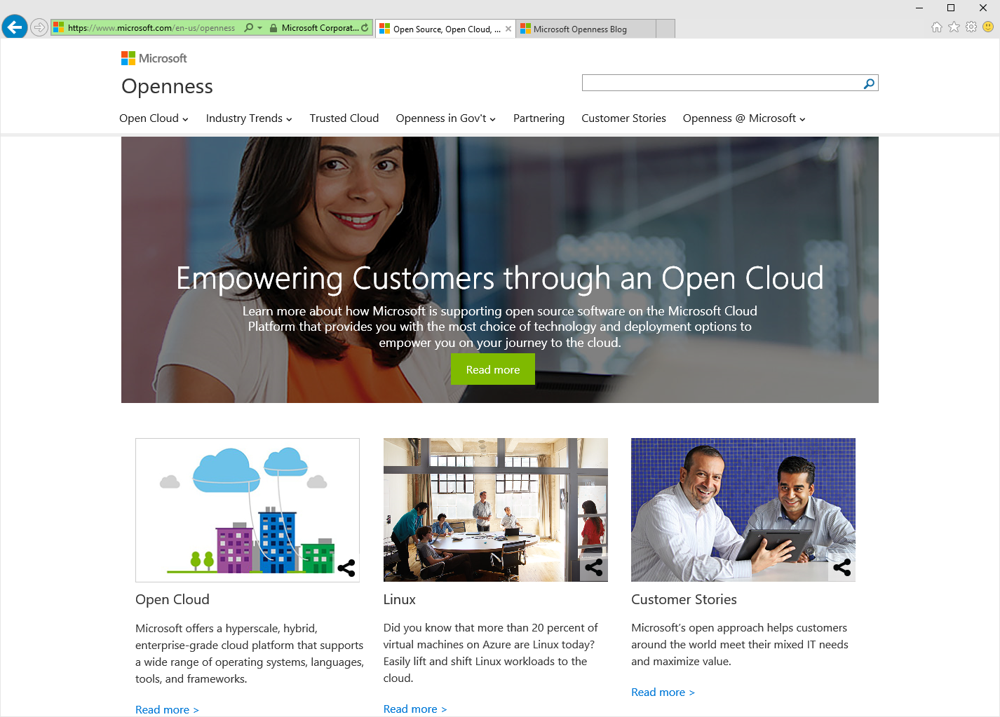 https://www.microsoft.com/en-us/openness
Microsoft Corporat...
Open Source, Open Cloud, ...
Microsoft Openness Blog
Microsoft
Openness
Open Cloud
Industry Trends
Trusted Cloud
Openness in Gov't
Partnering
Customer Stories
Openness @ Microsoft
Empowering Customers through an Open Cloud
Learn more about how Microsoft is supporting open source software on the Microsoft Cloud
Platform that provides you with the most choice of technology and deployment options to
empower you on your journey to the cloud.
Read more
Open Cloud
Microsoft offers a hyperscale, hybrid,
enterprise-grade cloud platform that supports
a wide range of operating systems, languages,
tools, and frameworks.
Read more >
Linux
Did you know that more than 20 percent of
virtual machines on Azure are Linux today?
Easily lift and shift Linux workloads to the
cloud.
Read more >
Customer Stories
Microsoft’s open approach helps customers
around the world meet their mixed IT needs
and maximize value.
Read more >